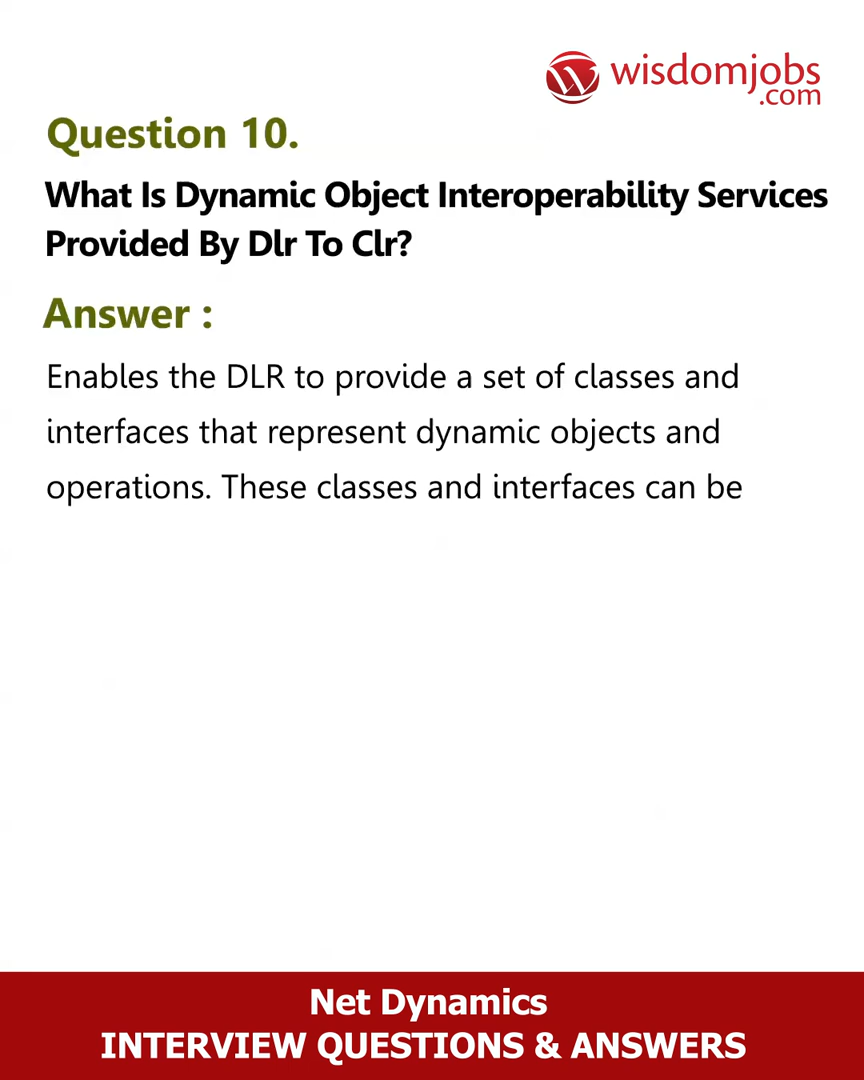 wisdomjobs
.com
Question 10.
What Is Dynamic Object Interoperability Services
Provided By Dlr To Clr?
Answer :
Enables the DLR to provide a set of classes and
interfaces that represent dynamic objects and
operations. These classes and interfaces can be
Net Dynamics
INTERVIEW QUESTIONS & ANSWERS